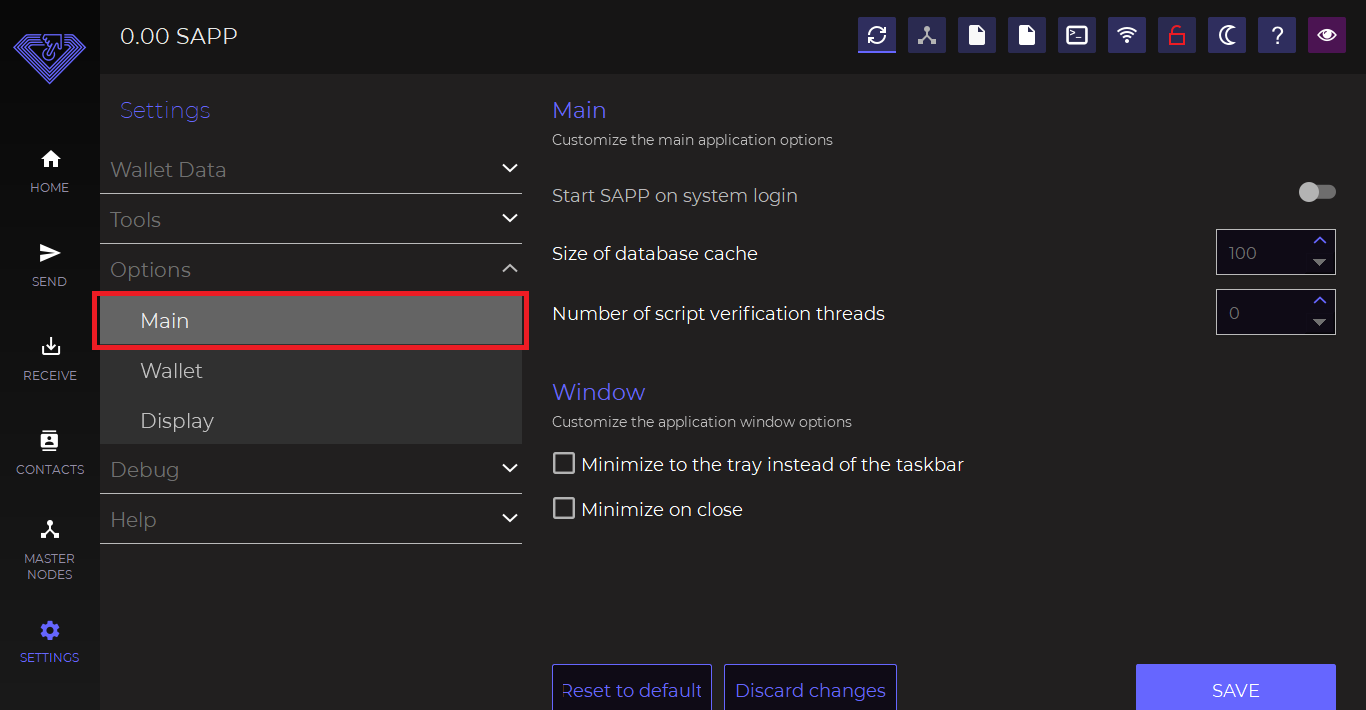 0.00 SAPP
HOME
SEND
RECEIVE
CONTACTS
MASTER
NODES
SETTINGS
Settings
Wallet Data
Tools
Options
Main
Wallet
Display
Debug
Help
Main
Customize the main application options
Start SAPP on system login
Size of database cache
100
Number of script verification threads
0
Window
Customize the application window options
Minimize to the tray instead of the taskbar
Minimize on close
Reset to default
Discard changes
SAVE